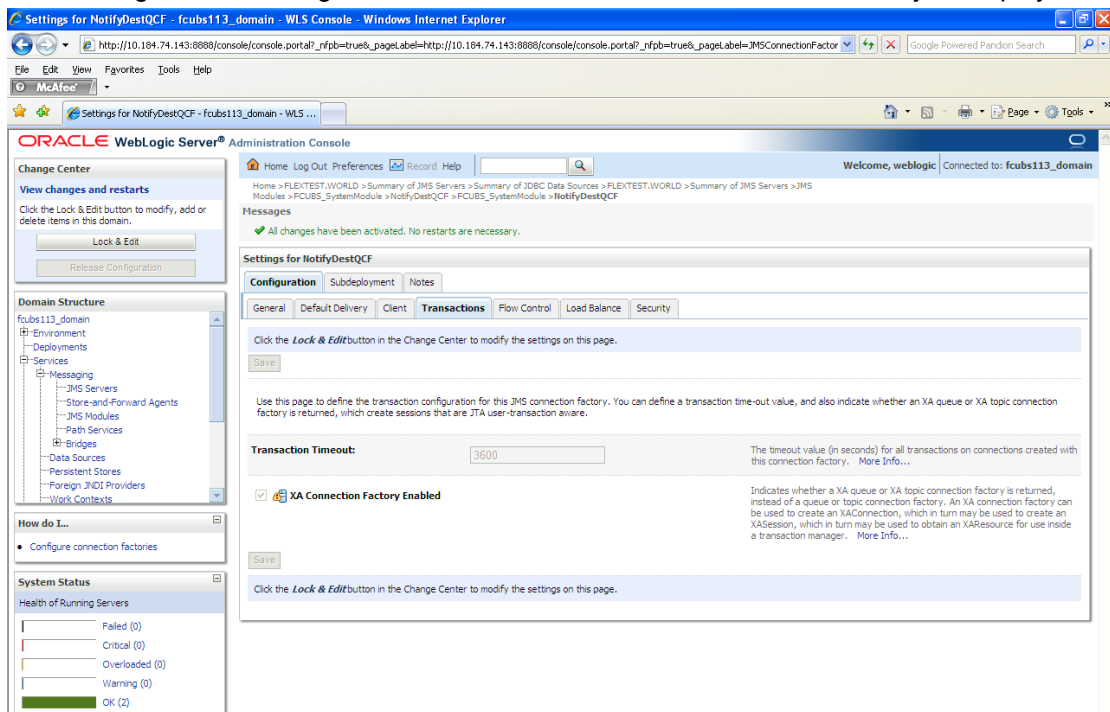 Settings for NotifyDestQCF - fcubs113_domain - WLS Console - Windows Internet Explorer
http://10.184.74.143:8888/console/console.portal?_nfpb=true&_pageLabel=http://10.184.74.143:8888/console/console.portal?_nfpb=true&_pageLabel=JMSConnectionFactor
Google Powered Pandion Search
File Edit View Favorites Tools Help
McAfee
Settings for NotifyDestQCF - fcubs113_domain - WLS ...
Page Tools
ORACLE WebLogic Server® Administration Console
Change Center
View changes and restarts
Click the Lock & Edit button to modify, add or
delete items in this domain.
Lock & Edit
Release Configuration
Domain Structure
fcubs113_domain
Environment
Deployments
Services
Messaging
JMS Servers
Store-and-Forward Agents
JMS Modules
Path Services
Bridges
Data Sources
Persistent Stores
Foreign JNDI Providers
Work Contexts
How do I...
Configure connection factories
System Status
Health of Running Servers
Failed (0)
Critical (0)
Overloaded (0)
Warning (0)
OK (2)
Home Log Out Preferences Record Help
Welcome, weblogic Connected to: fcubs113_domain
Home >FLEXTEST.WORLD >Summary of JMS Servers >Summary of JDBC Data Sources >FLEXTEST.WORLD >Summary of JMS Servers >JMS
Modules >FCUBS_SystemModule >NotifyDestQCF >FCUBS_SystemModule >NotifyDestQCF
Messages
All changes have been activated. No restarts are necessary.
Settings for NotifyDestQCF
Configuration Subdeployment Notes
General Default Delivery Client Transactions Flow Control Load Balance Security
Click the Lock & Edit button in the Change Center to modify the settings on this page.
Save
Use this page to define the transaction configuration for this JMS connection factory. You can define a transaction time-out value, and also indicate whether an XA queue or XA topic connection
factory is returned, which create sessions that are JTA user-transaction aware.
Transaction Timeout:
3600
The timeout value (in seconds) for all transactions on connections created with
this connection factory. More Info...
XA Connection Factory Enabled
Indicates whether a XA queue or XA topic connection factory is returned,
instead of a queue or topic connection factory. An XA connection factory can
be used to create an XAConnection, which in turn may be used to create an
XASession, which in turn may be used to obtain an XAResource for use inside
a transaction manager. More Info...
Save
Click the Lock & Edit button in the Change Center to modify the settings on this page.